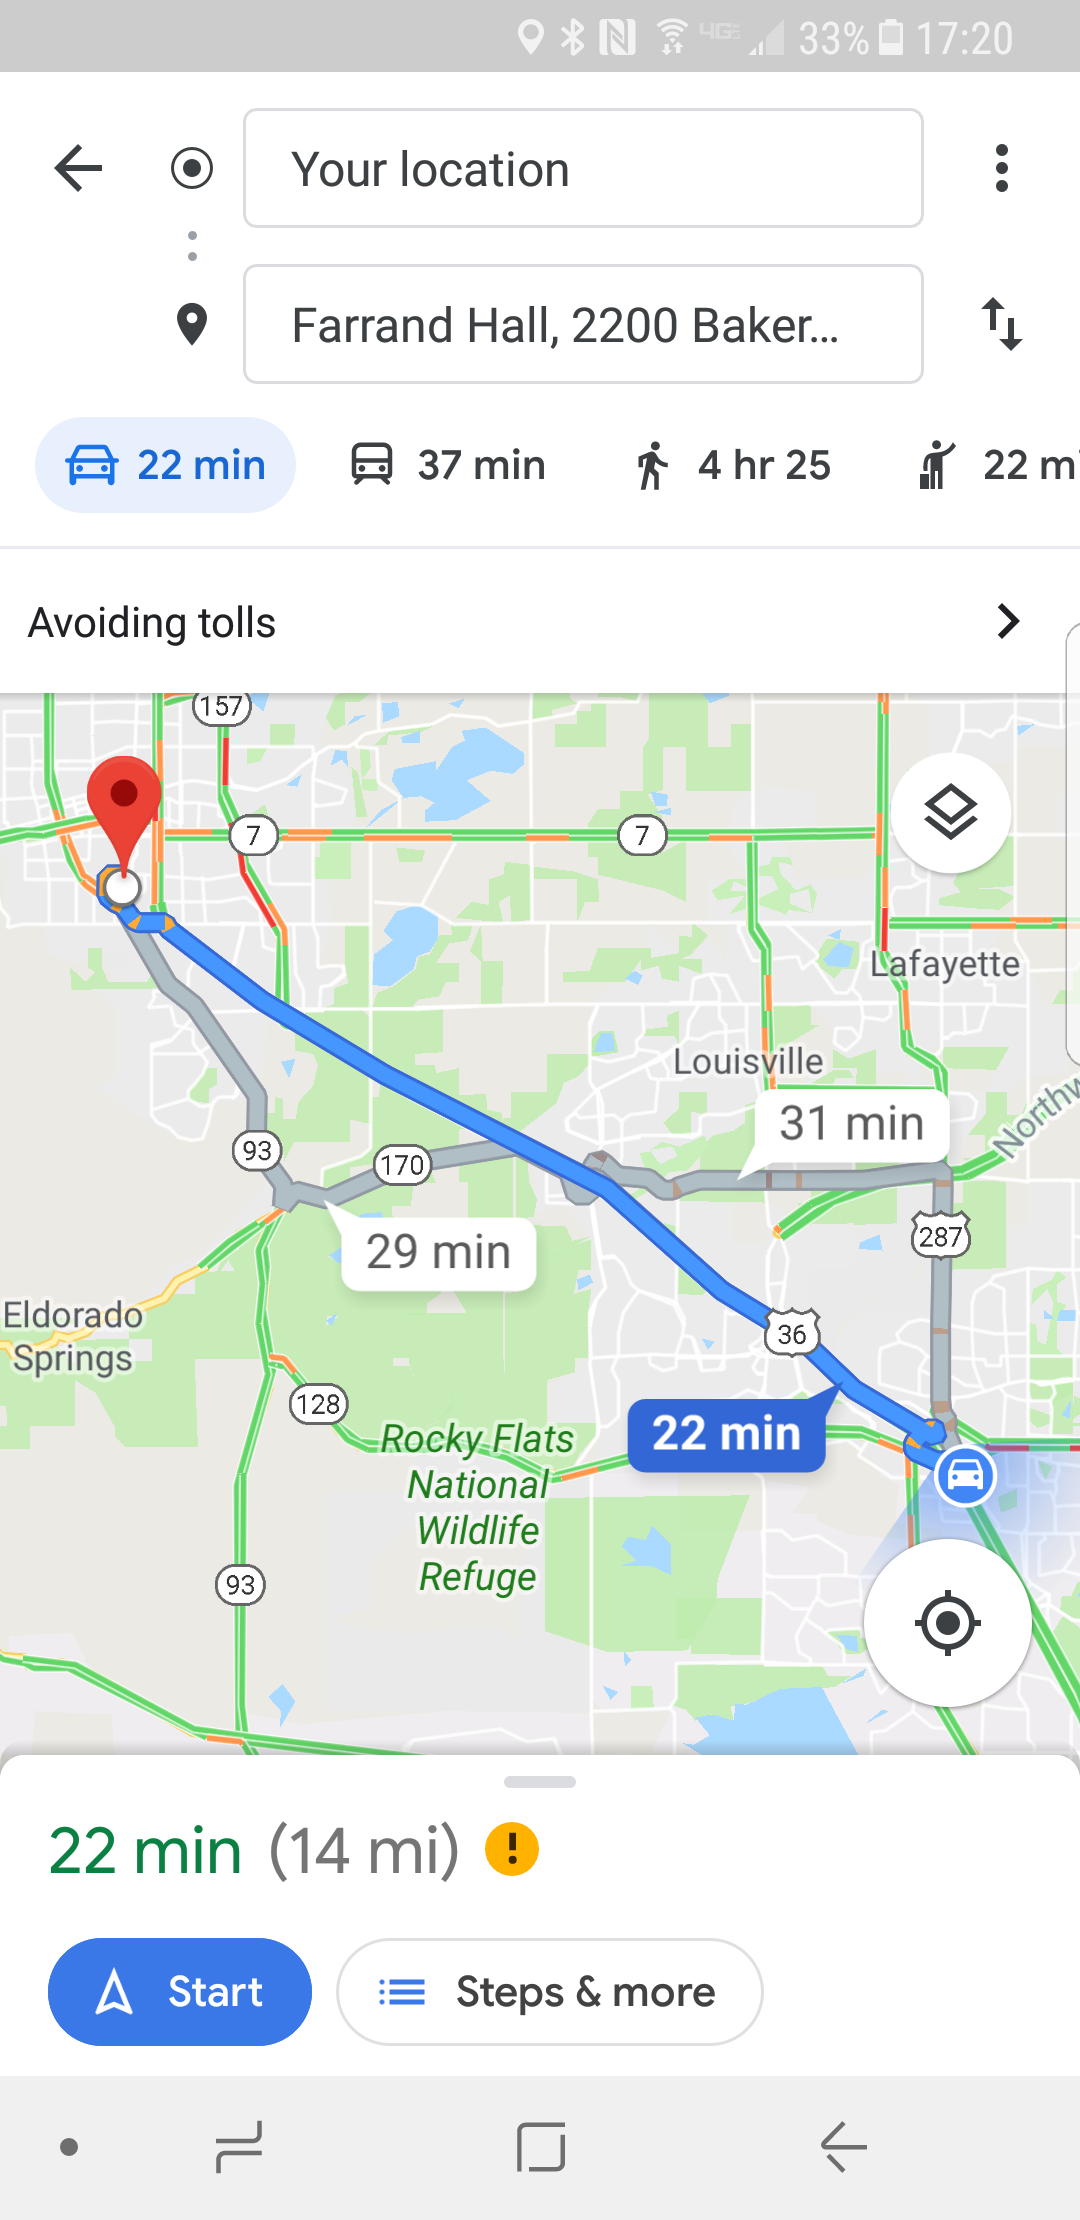 4G
33%
17:20
Your location
Farrand Hall, 2200 Baker...
22 min
37 min
4 hr 25
22 m
Avoiding tolls
157
7
7
Lafayette
Louisville
31 min
Northw
93
170
287
29 min
Eldorado
Springs
36
128
22 min
Rocky Flats
National
Wildlife
Refuge
93
22 min (14 mi)
Start
Steps & more